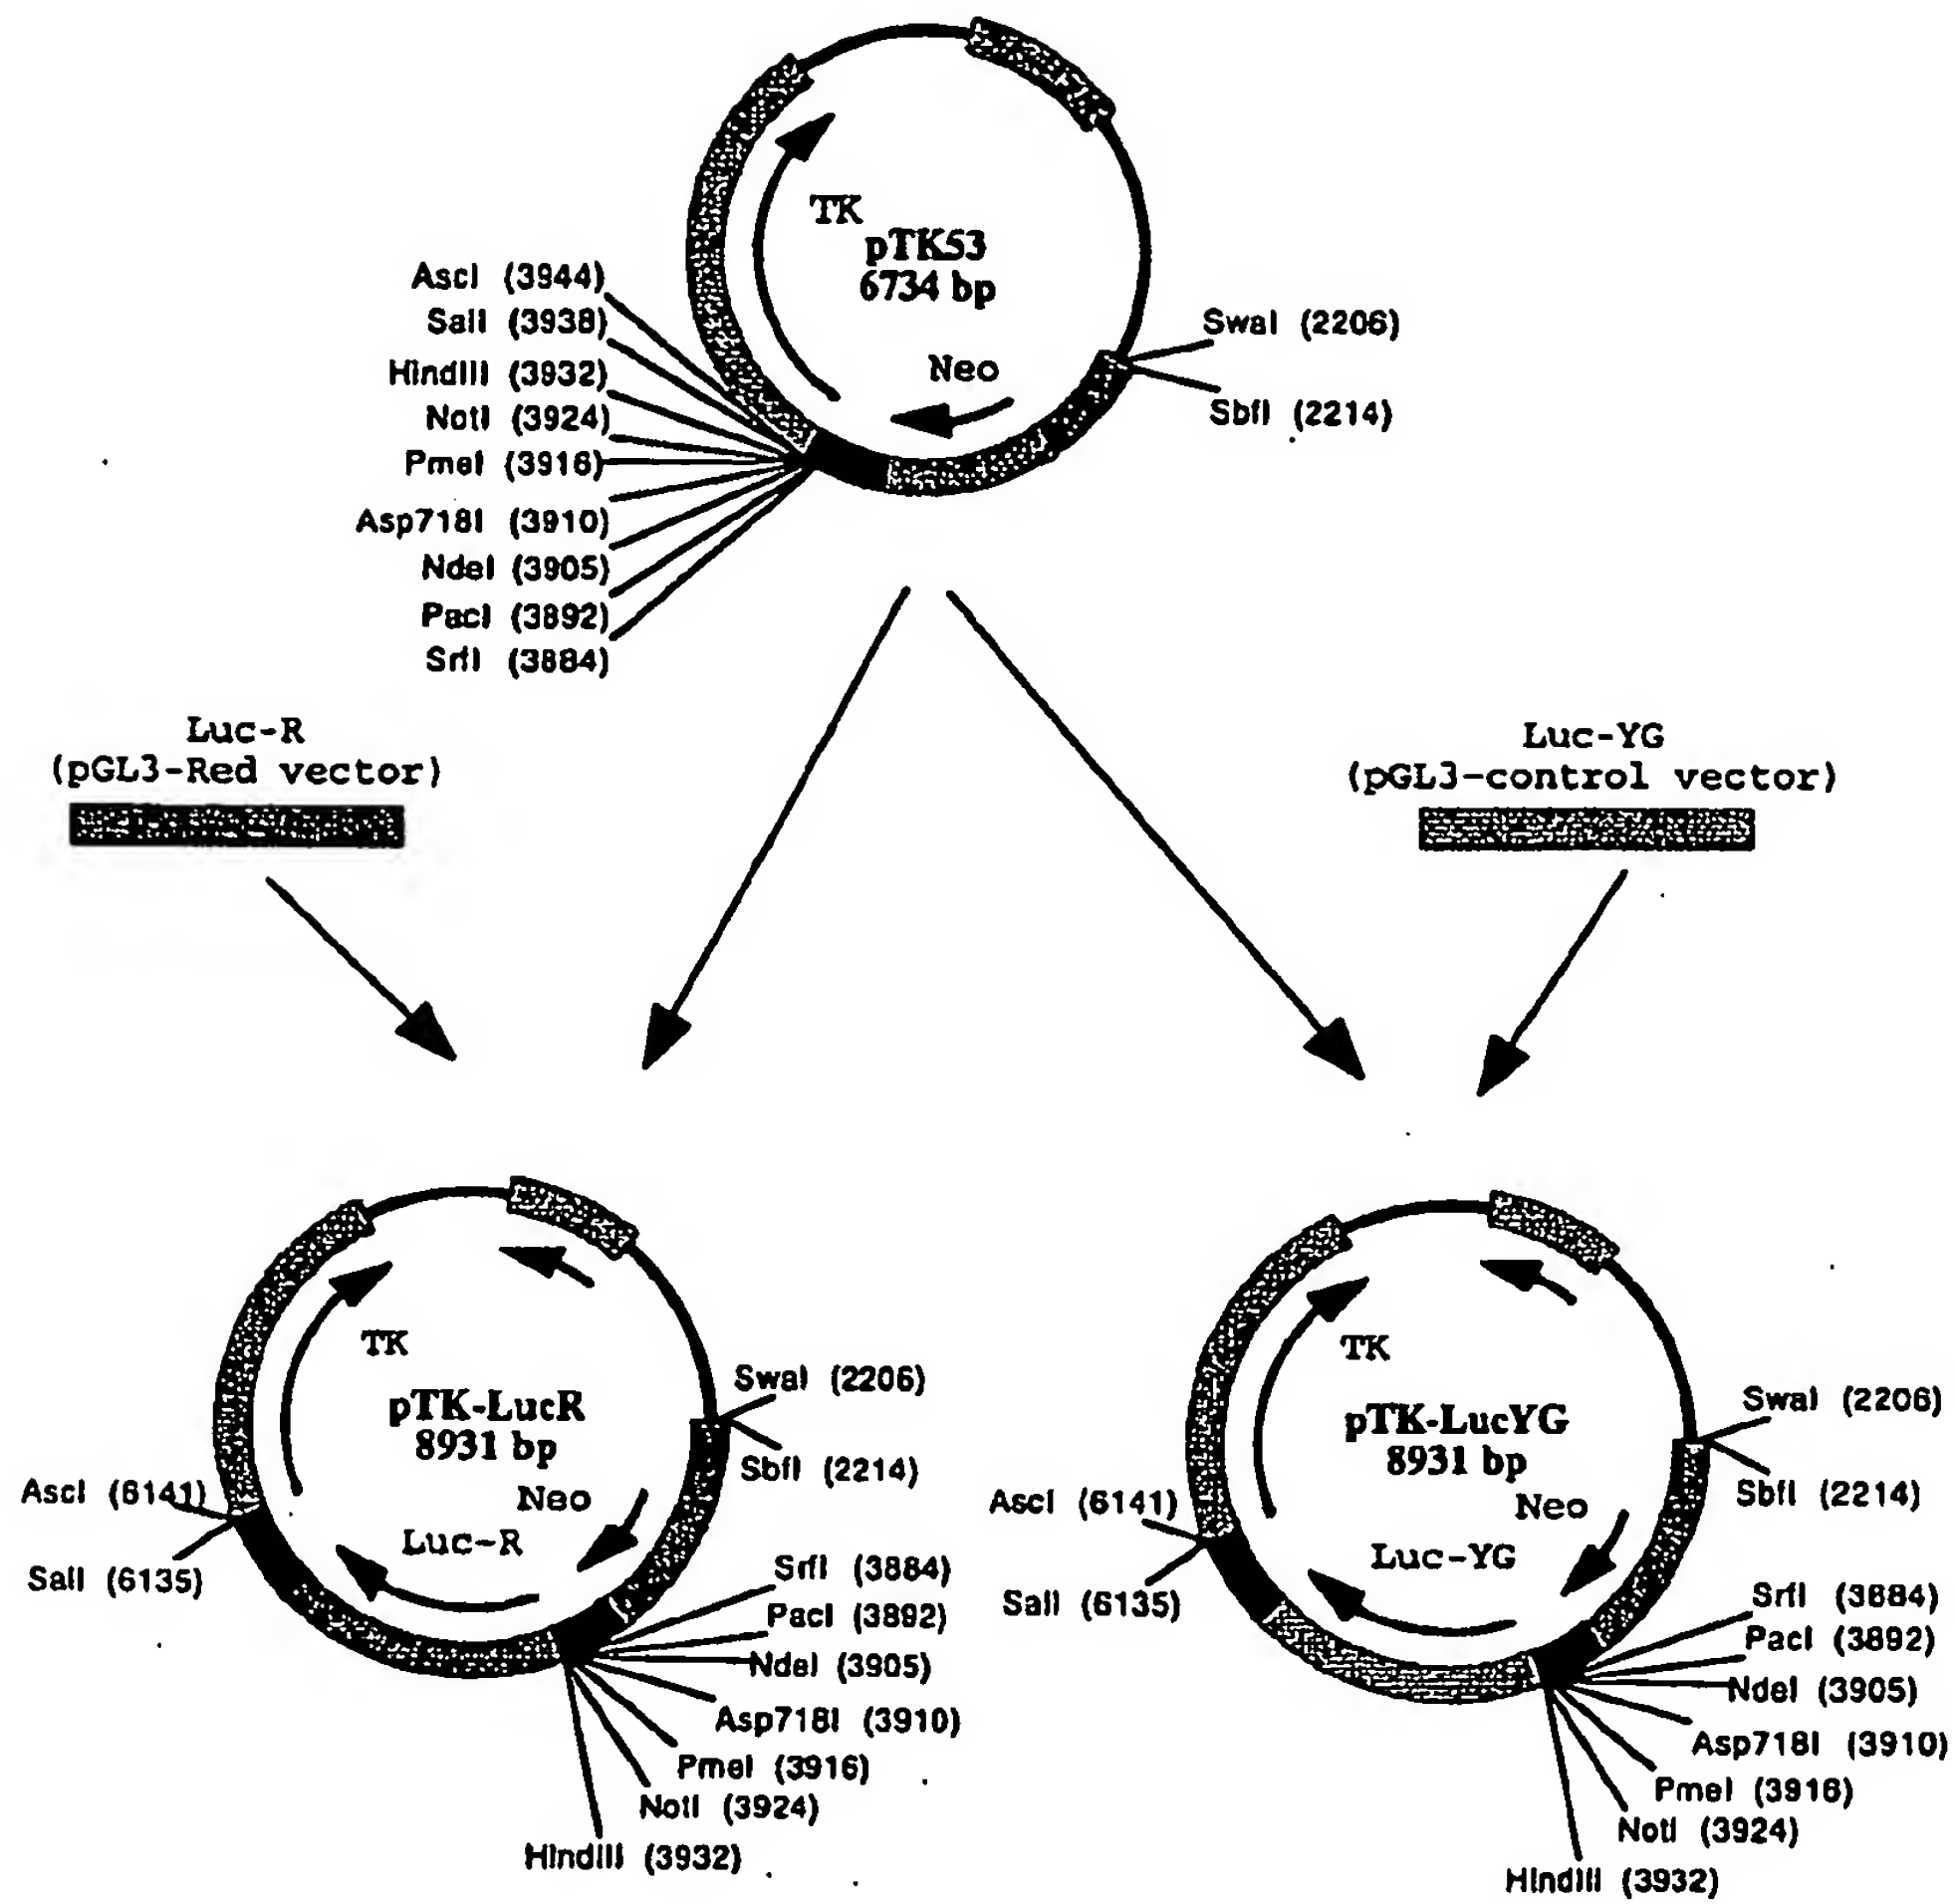 TK
pTK53
6734 bp
AscI (3944)
SalI (3938)
HindIII (3932)
NotI (3924)
PmeI (3916)
Asp718I (3910)
NdeI (3905)
PacI (3892)
SrfI (3884)
Neo
SwaI (2206)
SbfI (2214)
Luc-R
(pGL3-Red vector)
Luc-YG
(pGL3-control vector)
TK
pTK-LucR
8931 bp
Neo
Luc-R
SwaI (2206)
SbfI (2214)
AscI (6141)
SalI (6135)
SrfI (3884)
PacI (3892)
NdeI (3905)
Asp718I (3910)
PmeI (3916)
NotI (3924)
HindIII (3932)
TK
pTK-LucYG
8931 bp
Neo
Luc-YG
SwaI (2206)
SbfI (2214)
AscI (6141)
SalI (6135)
SrfI (3884)
PacI (3892)
NdeI (3905)
Asp718I (3910)
PmeI (3916)
NotI (3924)
HindIII (3932)